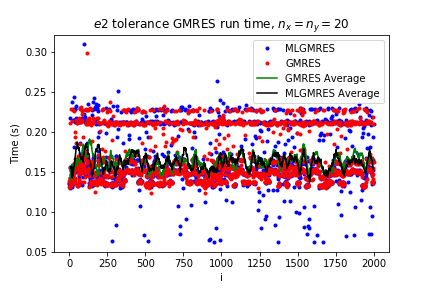 e2 tolerance GMRES run time, nₓ = nᵧ = 20
MLGMRES
GMRES
GMRES Average
MLGMRES Average
Time (s)
0.30
0.25
0.20
0.15
0.10
0.05
0 250 500 750 1000 1250 1500 1750 2000
i